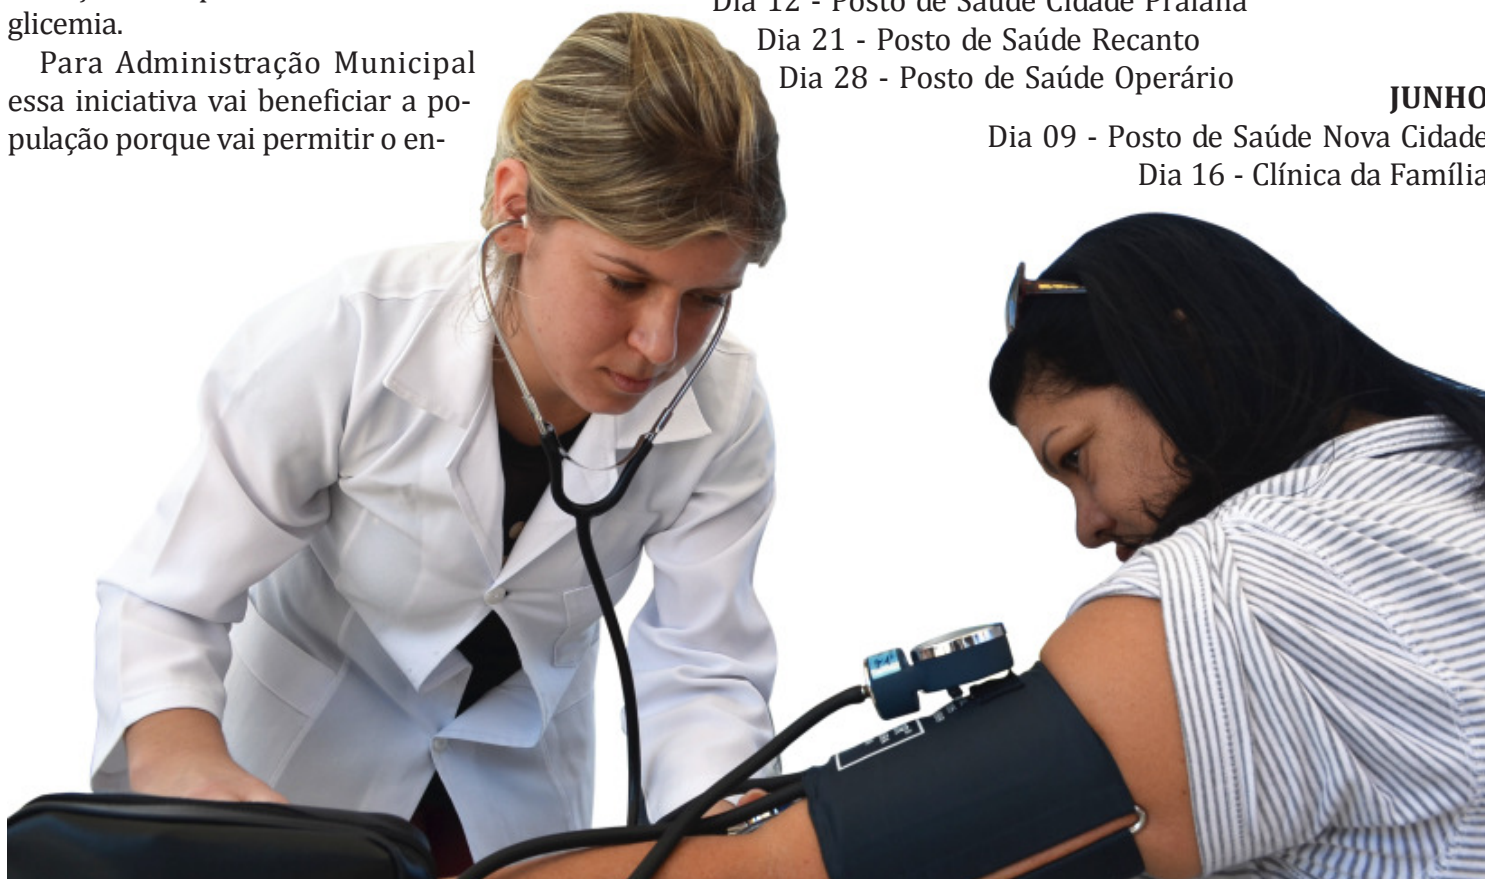 glicemia.
Para Administração Municipal
essa iniciativa vai beneficiar a po-
pulação porque vai permitir o en-
Dia 12 - Posto de Saúde Cidade Praiana
Dia 21 - Posto de Saúde Recanto
Dia 28 - Posto de Saúde Operário
JUNHO
Dia 09 - Posto de Saúde Nova Cidade
Dia 16 - Clínica da Família